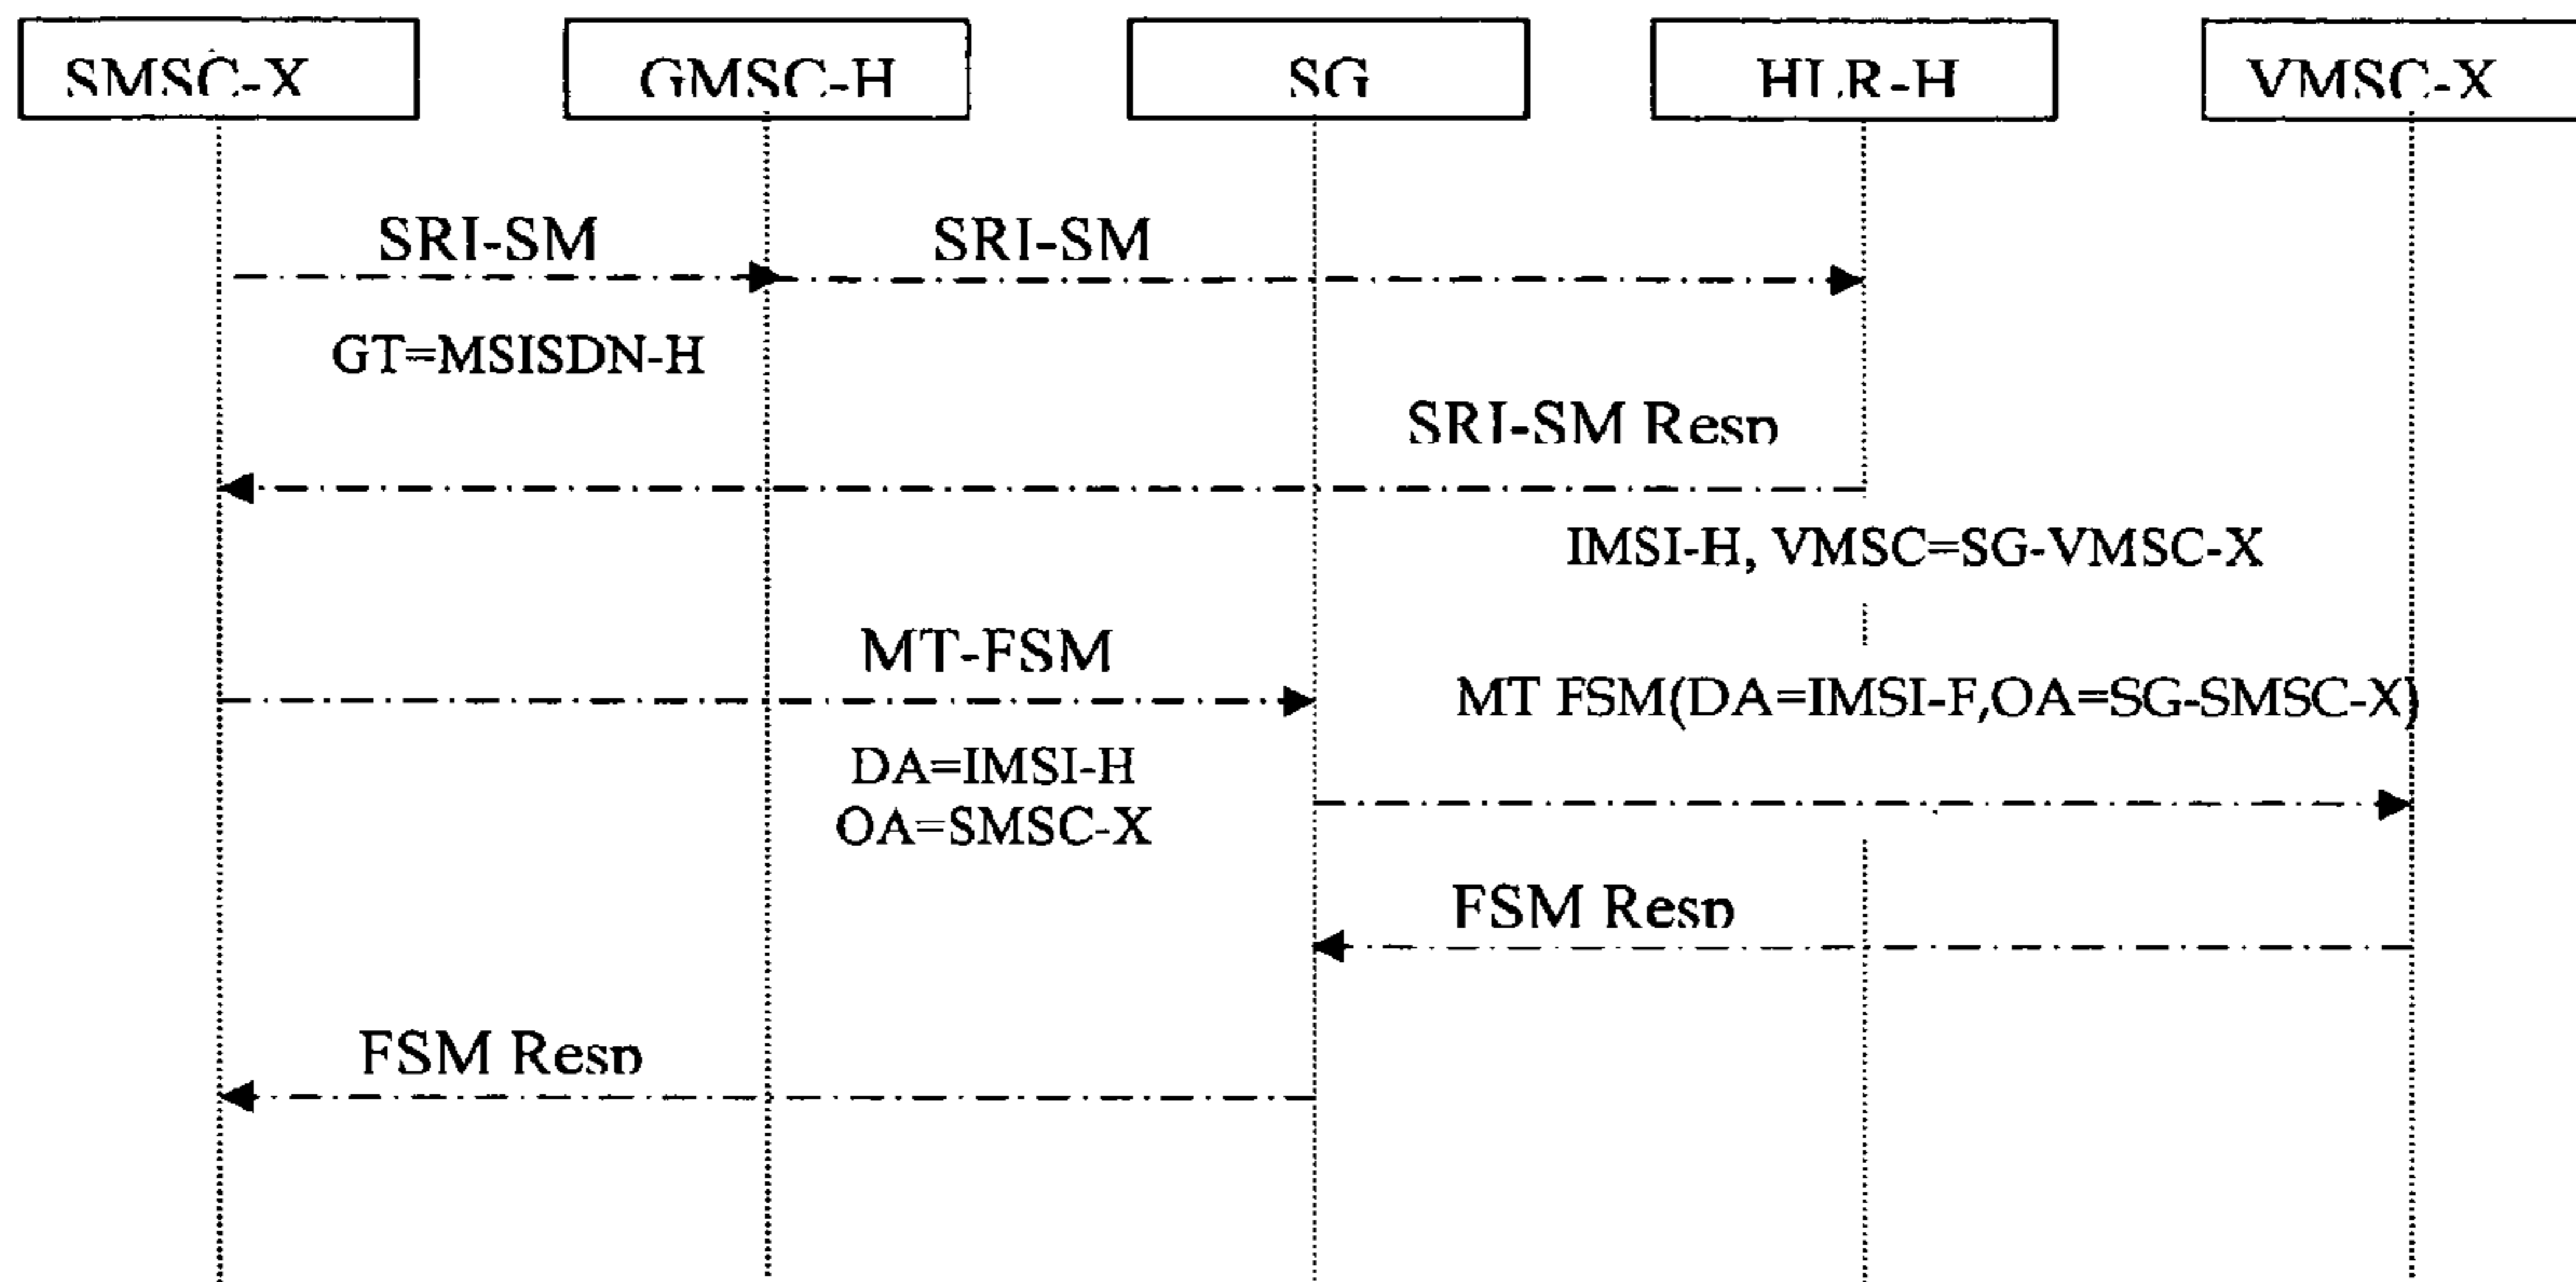 SMSC-X
GMSC-H
SG
HLR-H
VMSC-X
SRI-SM
SRI-SM
GT=MSISDN-H
SRI-SM Resp
IMSI-H, VMSC=SG-VMSC-X
MT-FSM
MT FSM(DA=IMSI-F,OA=SG-SMSC-X)
DA=IMSI-H
OA=SMSC-X
FSM Resp
FSM Resp